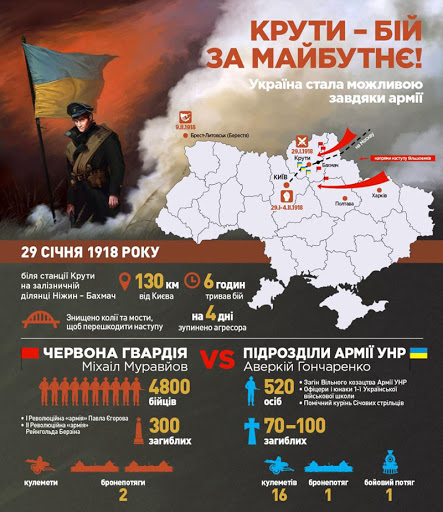 КРУТИ – БІЙ
ЗА МАЙБУТНЄ!
Україна стала можливою
завдяки армії
9.II.1918
Брест-Литовськ (Берестя)
29.I.1918
Крути
Бахмач
на Москву
напрями наступу більшовиків
КИЇВ
29.I-4.II.1918
Полтава
Харків
29 СІЧНЯ 1918 РОКУ
біля станції Крути
на залізничній
ділянці Ніжин – Бахмач
130 км
від Києва
6 годин
тривав бій
Знищено колії та мости,
щоб перешкодити наступу
на 4 дні
зупинено агресора
ЧЕРВОНА ГВАРДІЯ
Міхаіл Муравйов
VS
ПІДРОЗДІЛИ АРМІЇ УНР
Аверкій Гончаренко
4800
бійців
• І Революційна «армія» Павла Єгорова
• ІІ Революційна «армія»
Рейнгольда Берзіна
300
загиблих
кулемети
бронепотяги
2
520
осіб
• Загін Вільного козацтва Армії УНР
• Офіцери і юнаки 1-ї Української
військової школи
• Помічний курінь Січових стрільців
70–100
загиблих
кулеметів
16
бронепотяг
1
бойовий потяг
1